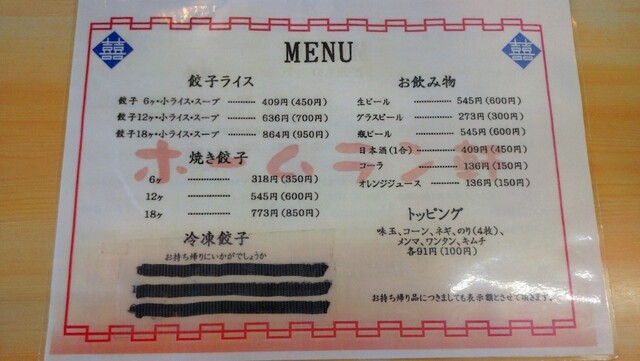 囍
囍
MENU
餃子ライス
餃子 6ヶ・小ライス・スープ ………… 409円(450円)
餃子12ヶ・小ライス・スープ ………… 636円(700円)
餃子18ヶ・小ライス・スープ ………… 864円(950円)
焼き餃子
6ヶ ………… 318円(350円)
12ヶ ………… 545円(600円)
18ヶ ………… 773円(850円)
冷凍餃子
お持ち帰りにいかがでしょうか
お飲み物
生ビール ………… 545円(600円)
グラスビール ………… 273円(300円)
瓶ビール ………… 545円(600円)
日本酒(1合) ………… 409円(450円)
コーラ ………… 136円(150円)
オレンジジュース ………… 136円(150円)
トッピング
味玉、コーン、ネギ、のり(4枚)、
メンマ、ワンタン、キムチ
各91円(100円)
お持ち帰り品につきましても表示額とさせて頂きます。
ホームラン軒